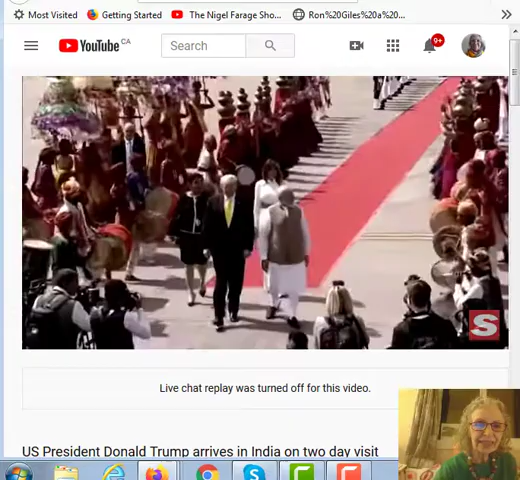 Most Visited Getting Started The Nigel Farage Sho... Ron%20Giles%20a%20...
YouTube CA
Search
9+
S
Live chat replay was turned off for this video.
US President Donald Trump arrives in India on two day visit